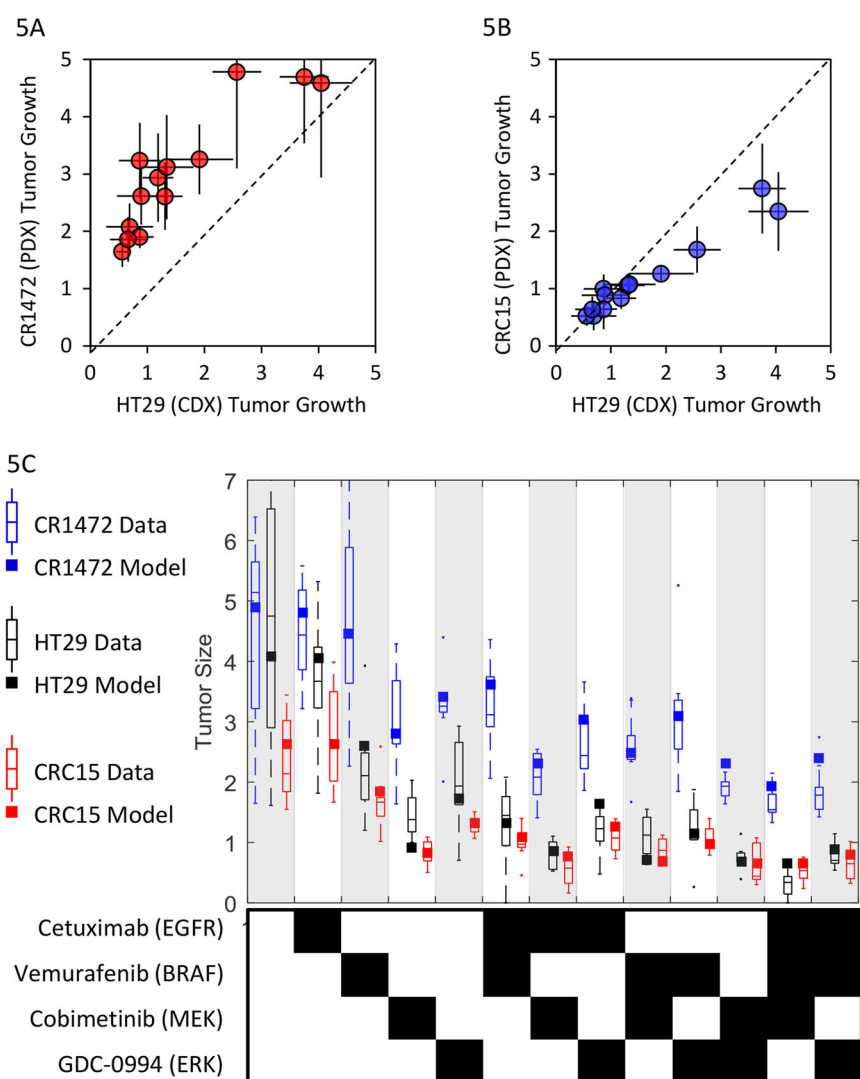 5A
5
4
3
2
1
0
CR1472 (PDX) Tumor Growth
0 1 2 3 4 5
HT29 (CDX) Tumor Growth
5B
5
4
3
2
1
0
CRC15 (PDX) Tumor Growth
0 1 2 3 4 5
HT29 (CDX) Tumor Growth
5C
CR1472 Data
CR1472 Model
HT29 Data
HT29 Model
CRC15 Data
CRC15 Model
7
6
5
4
3
2
1
0
Tumor Size
Cetuximab (EGFR)
Vemurafenib (BRAF)
Cobimetinib (MEK)
GDC-0994 (ERK)